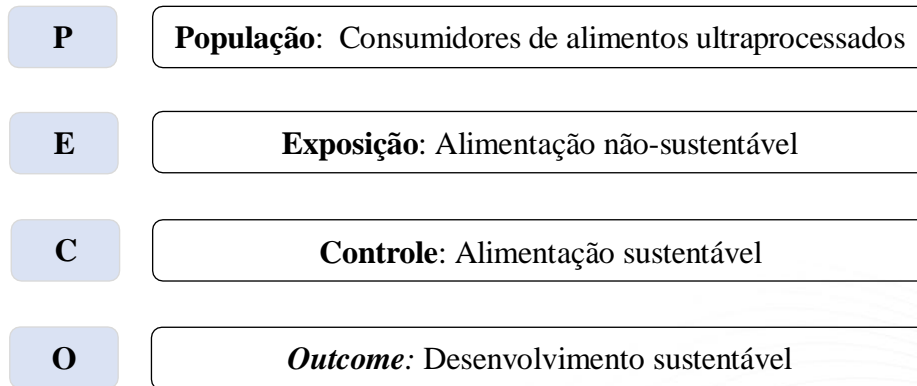 P
População: Consumidores de alimentos ultraprocessados
E
Exposição: Alimentação não-sustentável
C
Controle: Alimentação sustentável
O
Outcome: Desenvolvimento sustentável